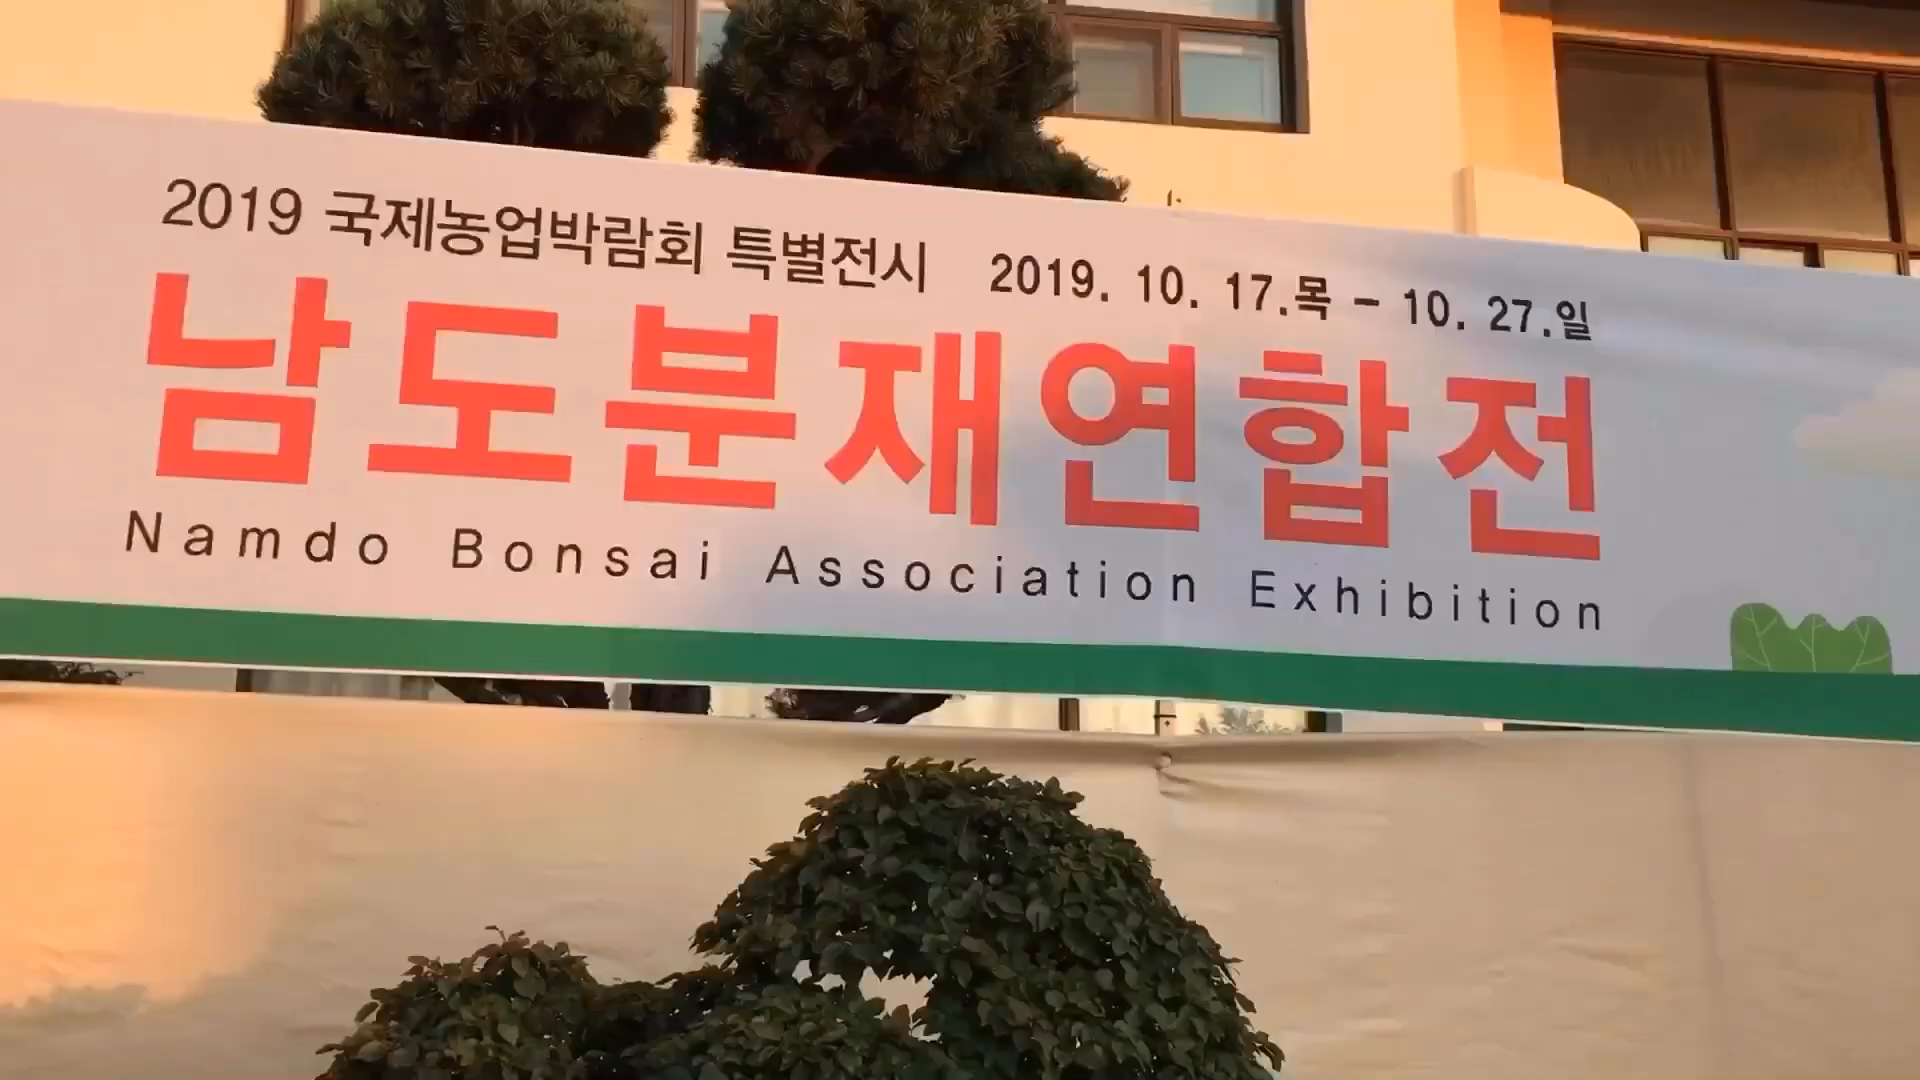 2019 국제농업박람회 특별전시 2019. 10. 17.목 - 10. 27.일
남도분재연합전
Namdo Bonsai Association Exhibition